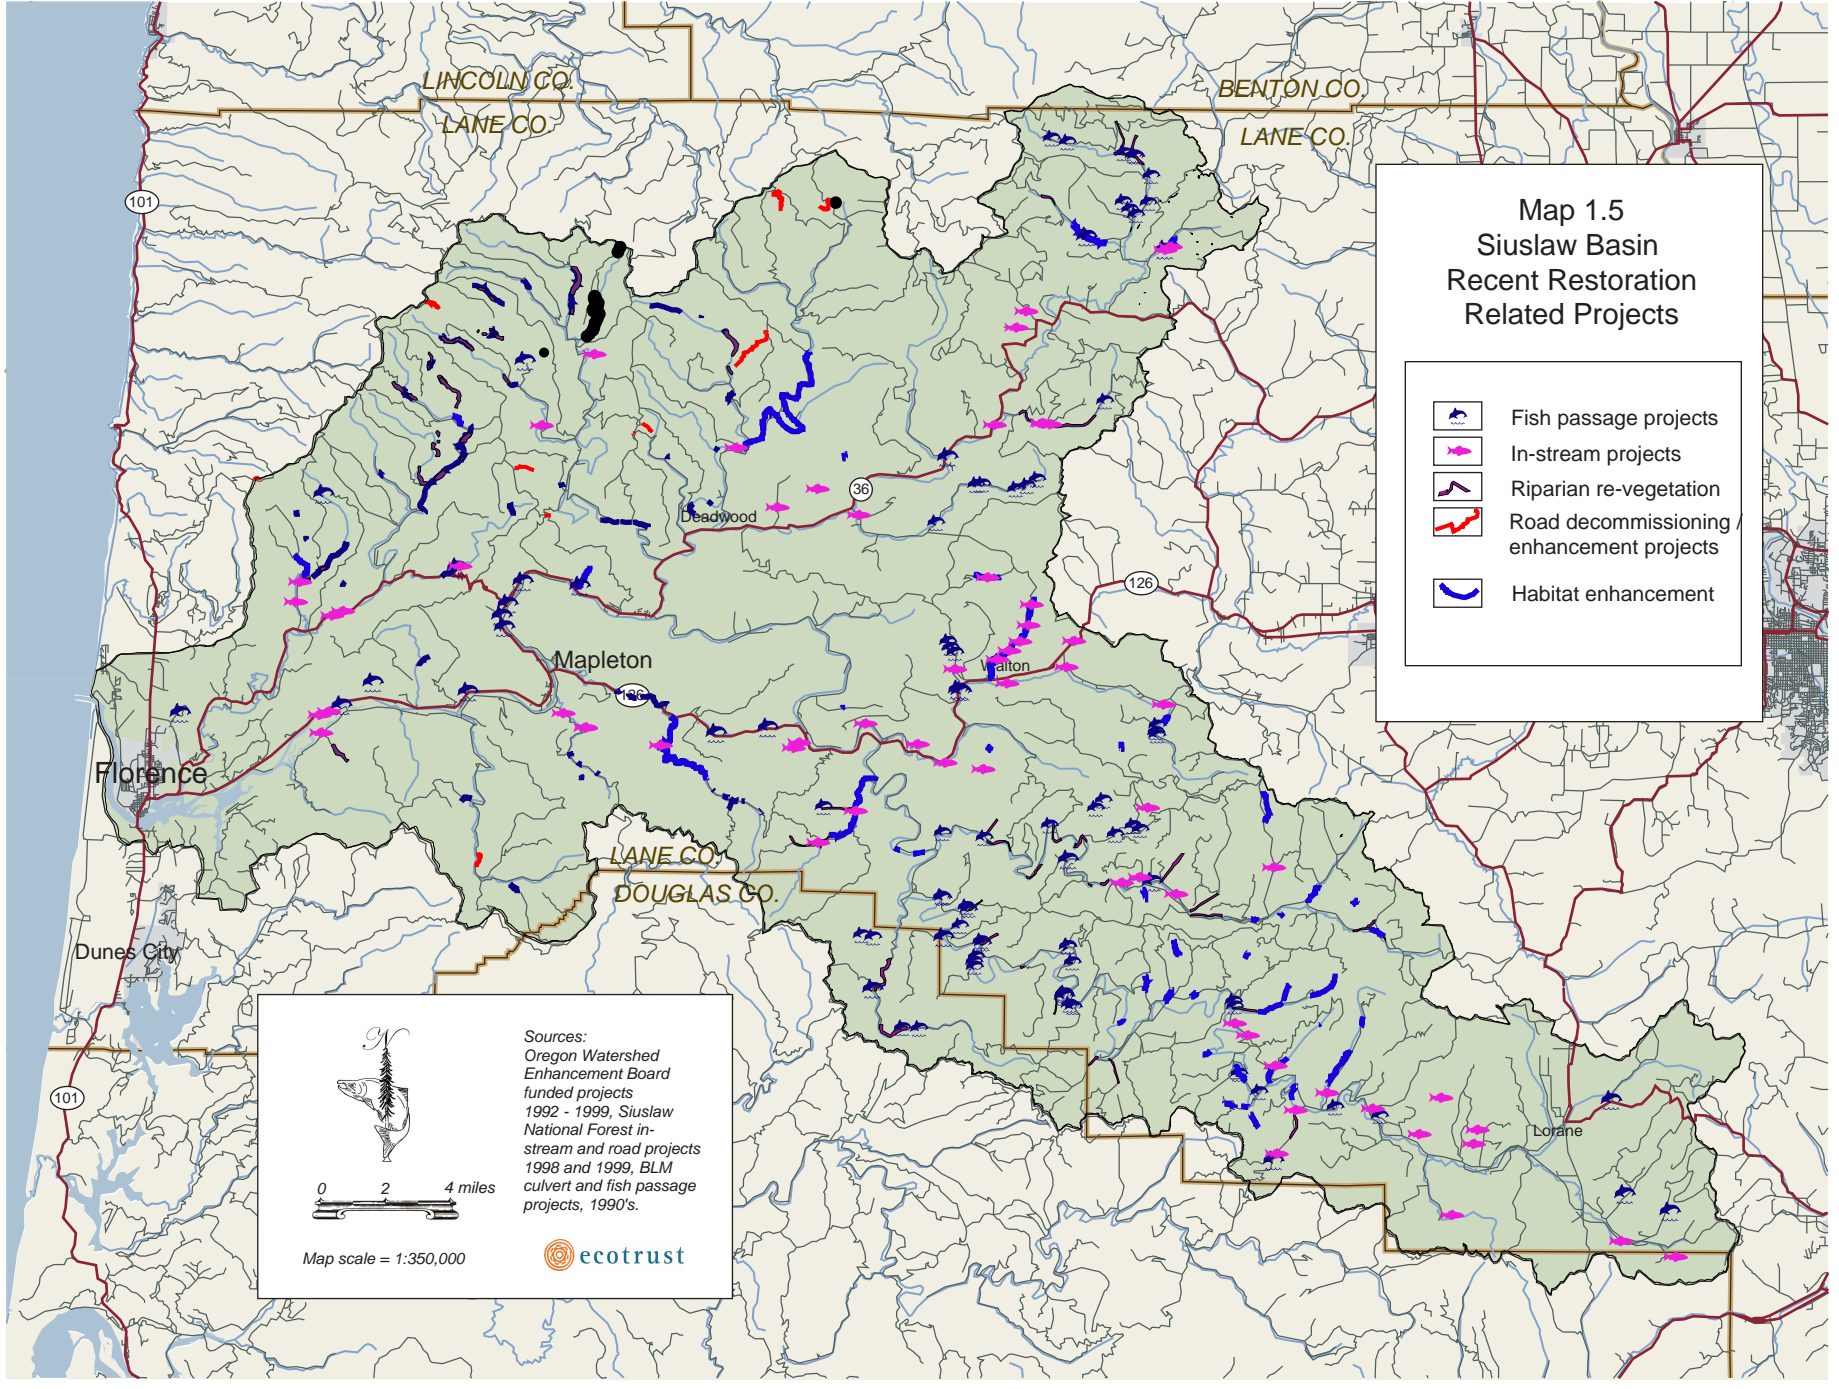 LINCOLN CO.
LANE CO.
BENTON CO.
LANE CO.
101
Map 1.5
Siuslaw Basin
Recent Restoration
Related Projects
Fish passage projects
In-stream projects
Riparian re-vegetation
Road decommissioning /
enhancement projects
Habitat enhancement
36
Deadwood
126
Mapleton
Walton
126
Florence
LANE CO.
DOUGLAS CO.
Dunes City
101
Lorane
N
Sources:
Oregon Watershed
Enhancement Board
funded projects
1992 - 1999, Siuslaw
National Forest in-
stream and road projects
1998 and 1999, BLM
culvert and fish passage
projects, 1990's.
0 2 4 miles
Map scale = 1:350,000
ecotrust